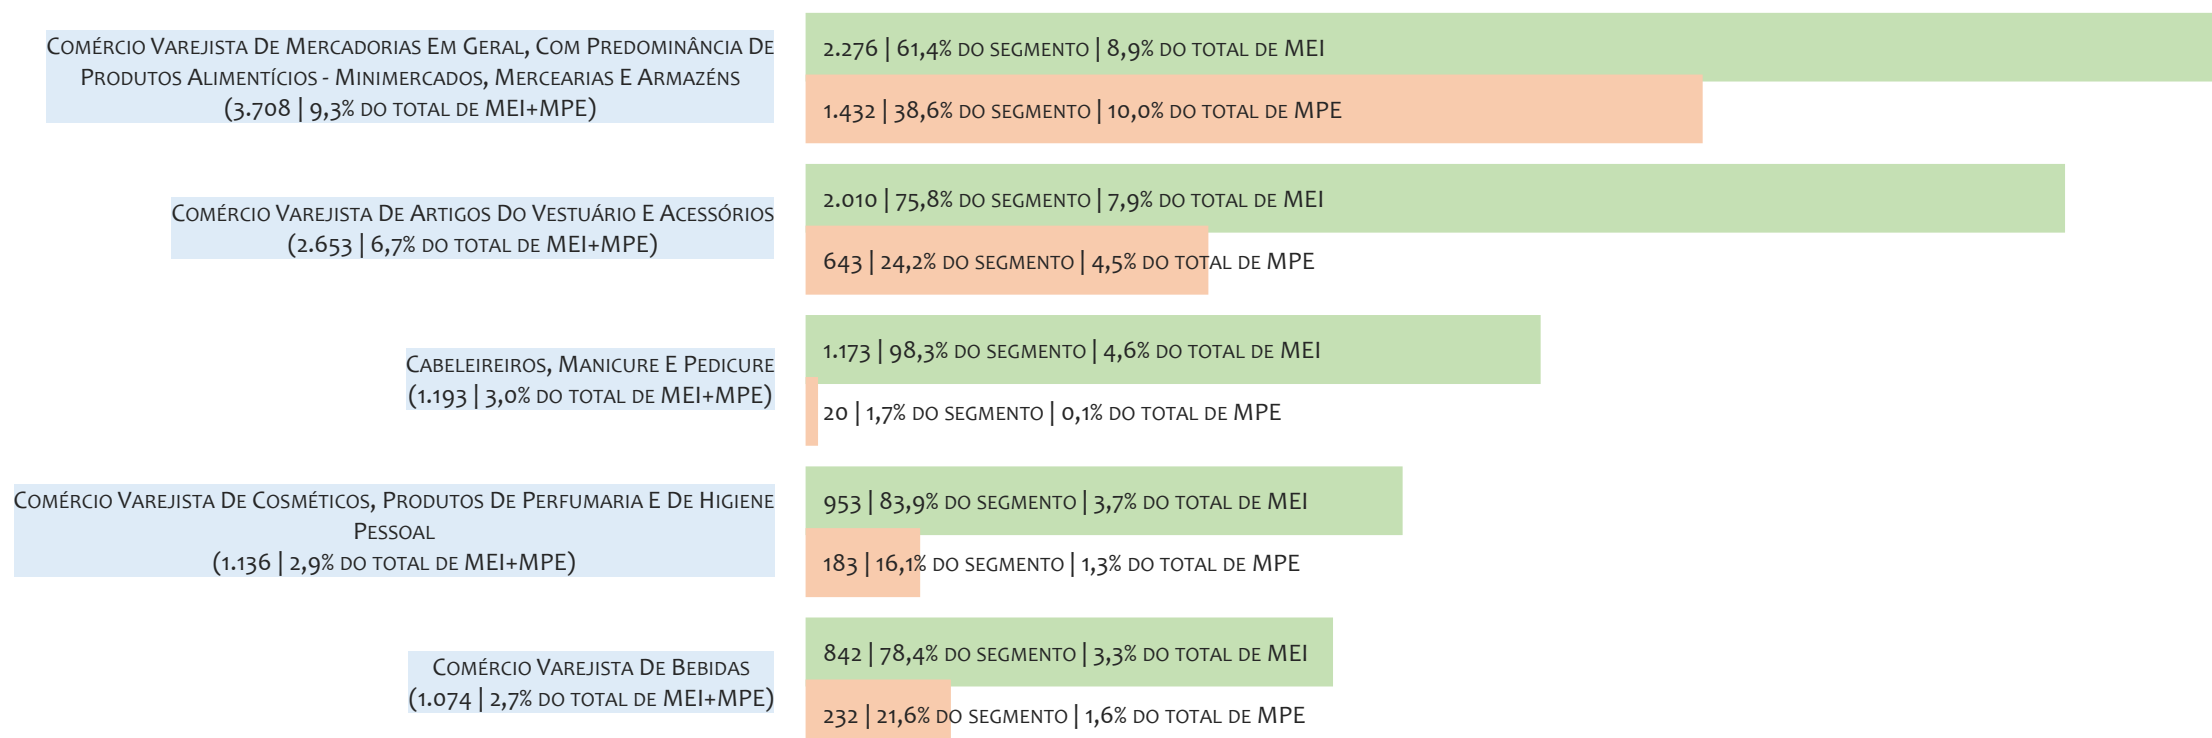 Comércio Varejista De Mercadorias Em Geral, Com Predominância De
Produtos Alimentícios - Minimercados, Mercearias E Armazéns
(3.708 | 9,3% do total de MEI+MPE)
2.276 | 61,4% do segmento | 8,9% do total de MEI
1.432 | 38,6% do segmento | 10,0% do total de MPE
Comércio Varejista De Artigos Do Vestuário E Acessórios
(2.653 | 6,7% do total de MEI+MPE)
2.010 | 75,8% do segmento | 7,9% do total de MEI
643 | 24,2% do segmento | 4,5% do total de MPE
Cabeleireiros, Manicure E Pedicure
(1.193 | 3,0% do total de MEI+MPE)
1.173 | 98,3% do segmento | 4,6% do total de MEI
20 | 1,7% do segmento | 0,1% do total de MPE
Comércio Varejista De Cosméticos, Produtos De Perfumaria E De Higiene
Pessoal
(1.136 | 2,9% do total de MEI+MPE)
953 | 83,9% do segmento | 3,7% do total de MEI
183 | 16,1% do segmento | 1,3% do total de MPE
Comércio Varejista De Bebidas
(1.074 | 2,7% do total de MEI+MPE)
842 | 78,4% do segmento | 3,3% do total de MEI
232 | 21,6% do segmento | 1,6% do total de MPE